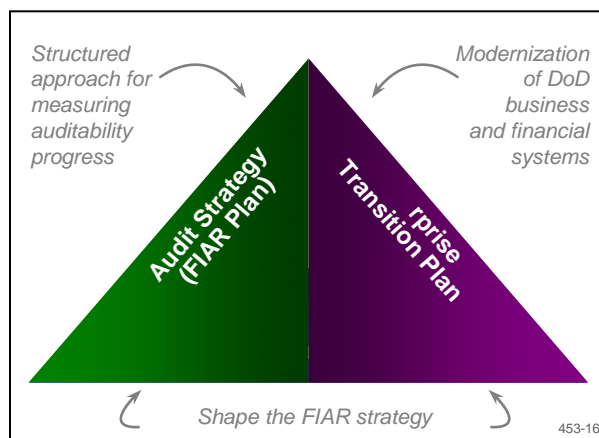 Structured
approach for
measuring
auditability
progress
Modernization
of DoD
business
and financial
systems
Audit Strategy
(FIAR Plan)
rprise
Transition Plan
Shape the FIAR strategy
453-16